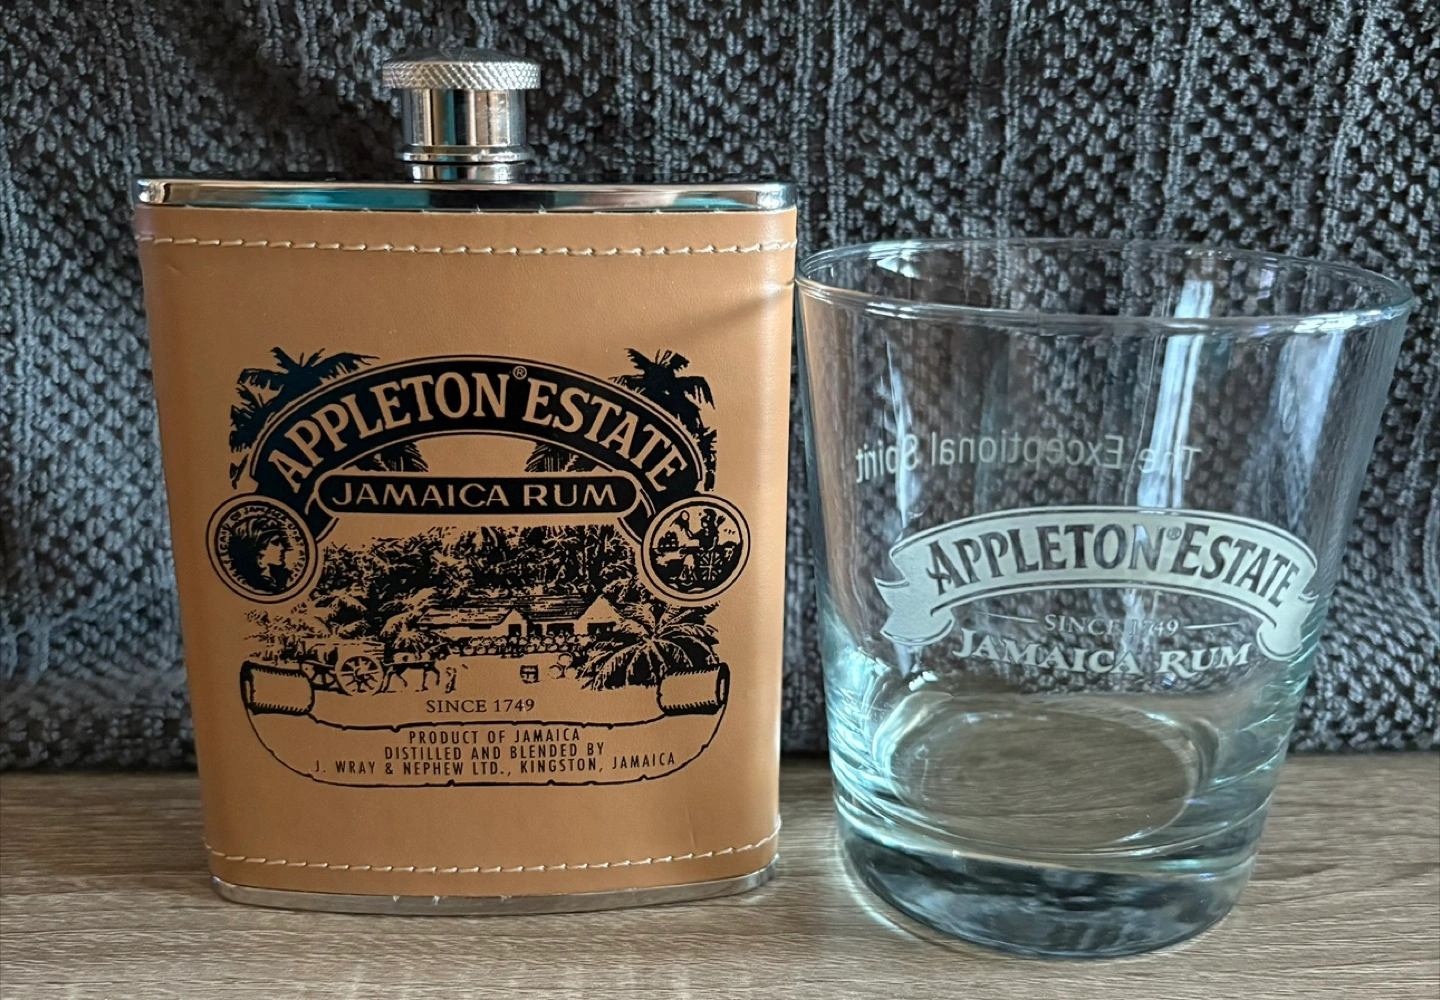 APPLETON® ESTATE
JAMAICA RUM
SINCE 1749
PRODUCT OF JAMAICA
DISTILLED AND BLENDED BY
J. WRAY & NEPHEW LTD., KINGSTON, JAMAICA
The Exceptional Spirit
APPLETON® ESTATE
SINCE 1749
JAMAICA RUM